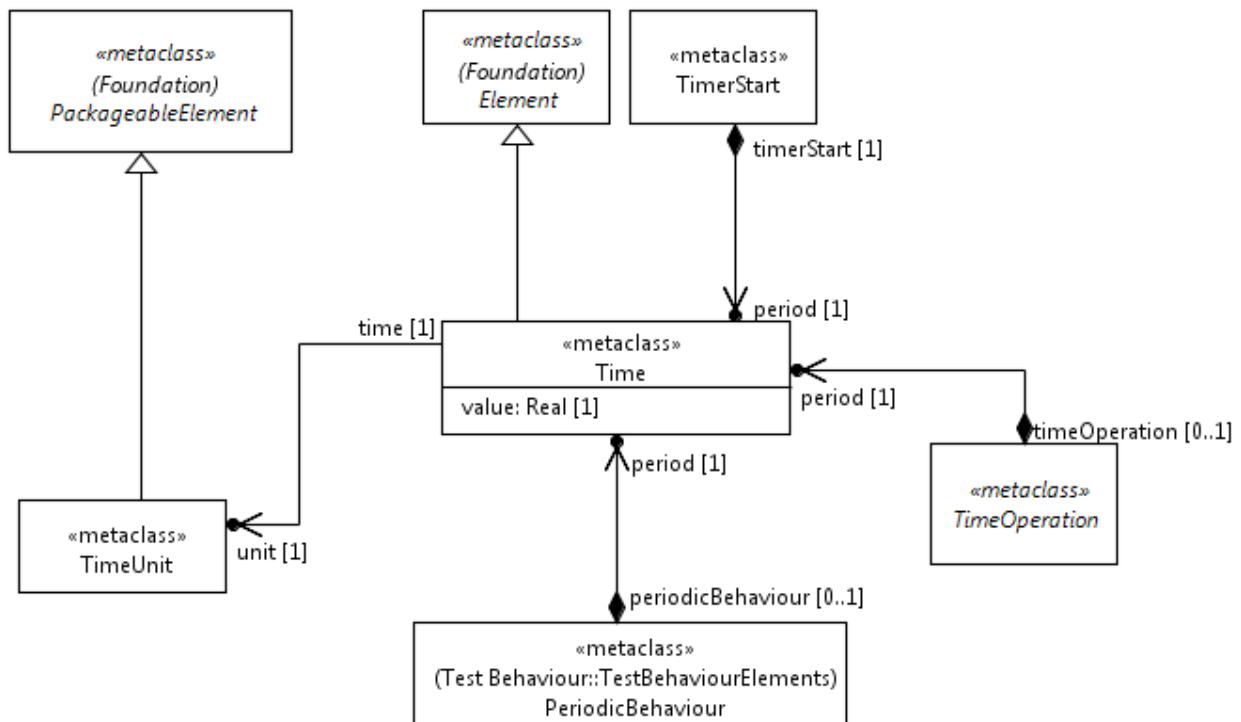 «metaclass»
(Foundation)
PackageableElement
«metaclass»
(Foundation)
Element
«metaclass»
TimerStart
timerStart [1]
period [1]
time [1]
«metaclass»
Time
value: Real [1]
period [1]
timeOperation [0..1]
«metaclass»
TimeOperation
period [1]
«metaclass»
TimeUnit
unit [1]
periodicBehaviour [0..1]
«metaclass»
(Test Behaviour::TestBehaviourElements)
PeriodicBehaviour